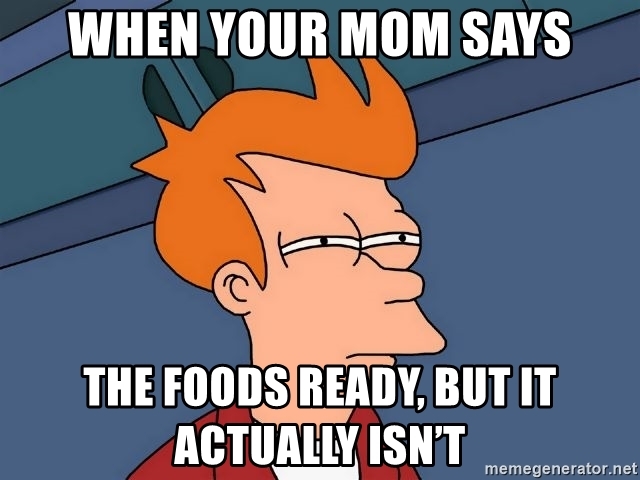 WHEN YOUR MOM SAYS
THE FOODS READY, BUT IT
ACTUALLY ISN'T
memegenerator.net